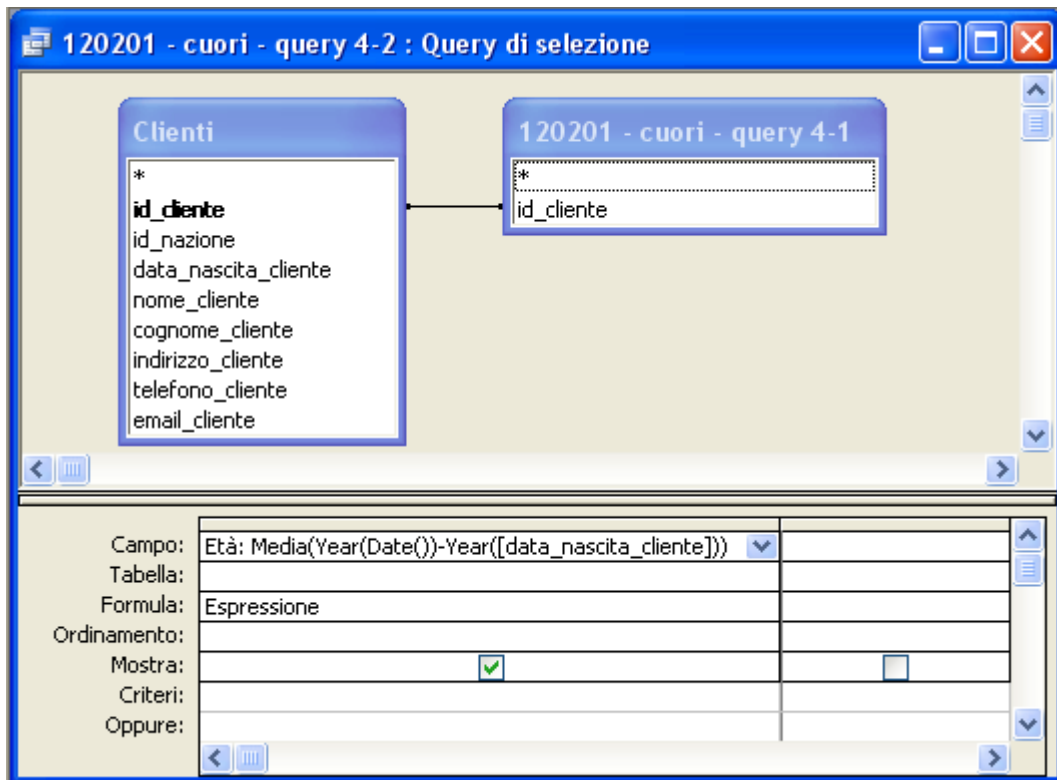 120201 - cuori - query 4-2 : Query di selezione
Clienti
*
id_cliente
id_nazione
data_nascita_cliente
nome_cliente
cognome_cliente
indirizzo_cliente
telefono_cliente
email_cliente
120201 - cuori - query 4-1
*
id_cliente
Campo: Età: Media(Year(Date())-Year([data_nascita_cliente]))
Tabella:
Formula: Espressione
Ordinamento:
Mostra:
Criteri:
Oppure: